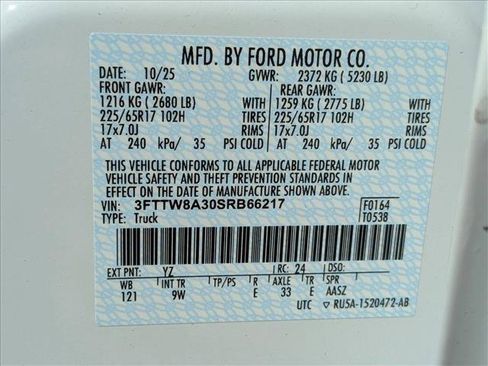 MFD. BY FORD MOTOR CO.
DATE: 10/25 GVWR: 2372 KG ( 5230 LB)
FRONT GAWR: REAR GAWR:
1216 KG ( 2680 LB) WITH 1259 KG ( 2775 LB) WITH
225/65R17 102H TIRES 225/65R17 102H TIRES
17x7.0J RIMS 17x7.0J RIMS
AT 240 kPa/ 35 PSI COLD AT 240 kPa/ 35 PSI COLD
THIS VEHICLE CONFORMS TO ALL APPLICABLE FEDERAL MOTOR
VEHICLE SAFETY AND THEFT PREVENTION STANDARDS IN
EFFECT ON THE DATE OF MANUFACTURE SHOWN ABOVE.
VIN: 3FTTW8A30SRB66217 F0164
TYPE: Truck T0538
EXT PNT: YZ RC: 24 DSO:
WB INT TR TP/PS R AXLE TR SPR
121 9W E 33 E AASZ
UTC ▽ RU5A-1520472-AB